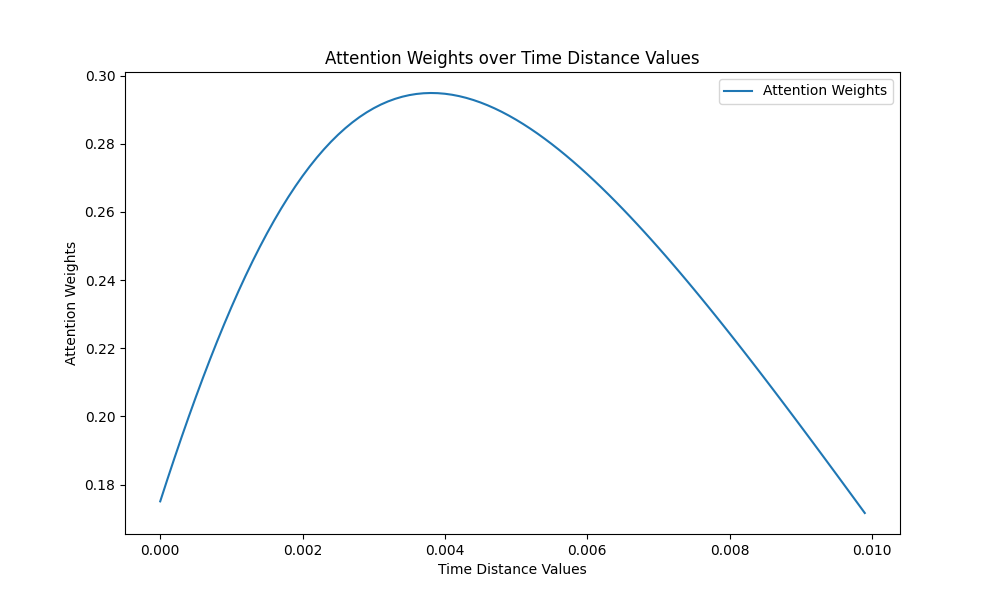 Attention Weights over Time Distance Values
Attention Weights
0.30
0.28
0.26
0.24
0.22
0.20
0.18
Attention Weights
0.000 0.002 0.004 0.006 0.008 0.010
Time Distance Values